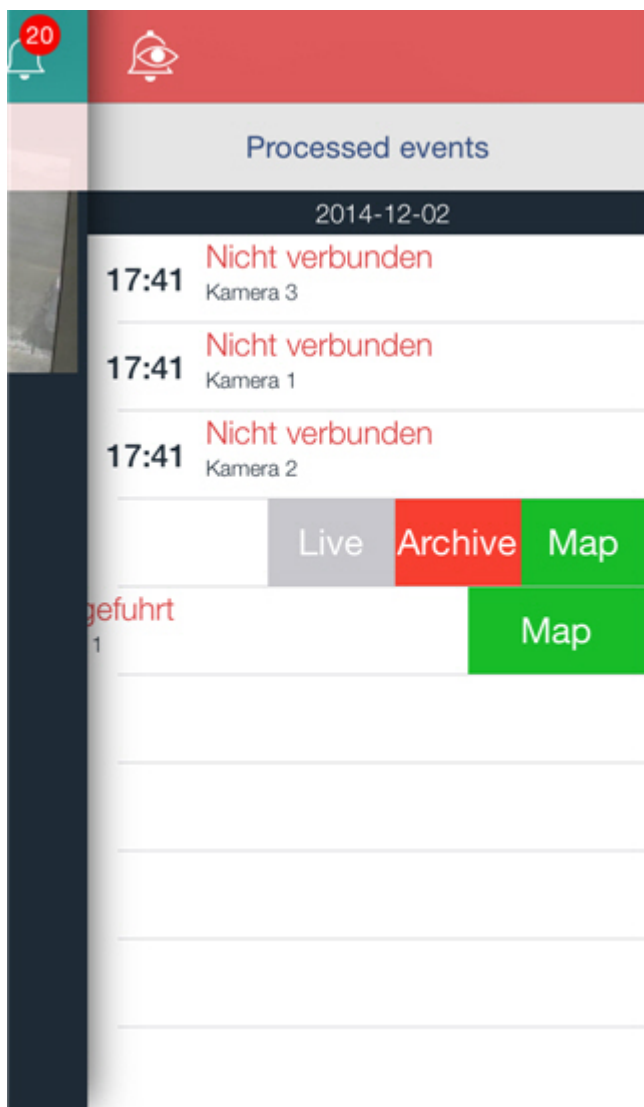 20
Processed events
2014-12-02
17:41 Nicht verbunden
Kamera 3
17:41 Nicht verbunden
Kamera 1
17:41 Nicht verbunden
Kamera 2
Live Archive Map
gefuhrt
1
Map